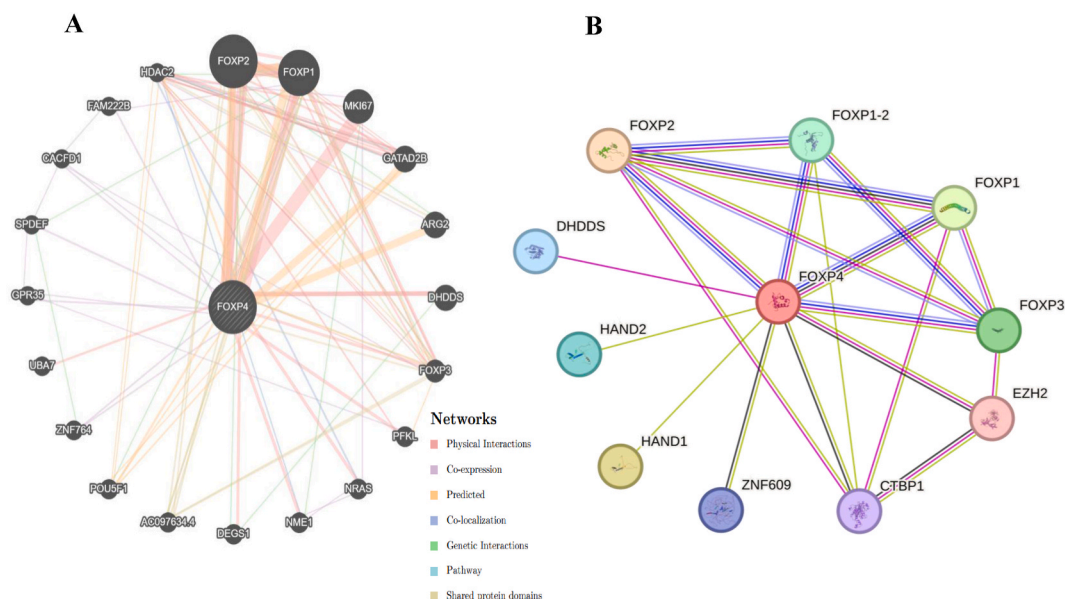 A
FOXP2
FOXP1
HDAC2
MKI67
FAM222B
GATAD2B
CACFD1
SPDEF
ARG2
GPR35
FOXP4
DHDDS
UBA7
FOXP3
ZNF764
PFKL
POU5F1
NRAS
AC097634.4
NME1
DEGS1
Networks
Physical Interactions
Co-expression
Predicted
Co-localization
Genetic Interactions
Pathway
Shared protein domains
B
FOXP2
FOXP1-2
FOXP1
DHDDS
FOXP4
FOXP3
HAND2
EZH2
HAND1
ZNF609
CTBP1